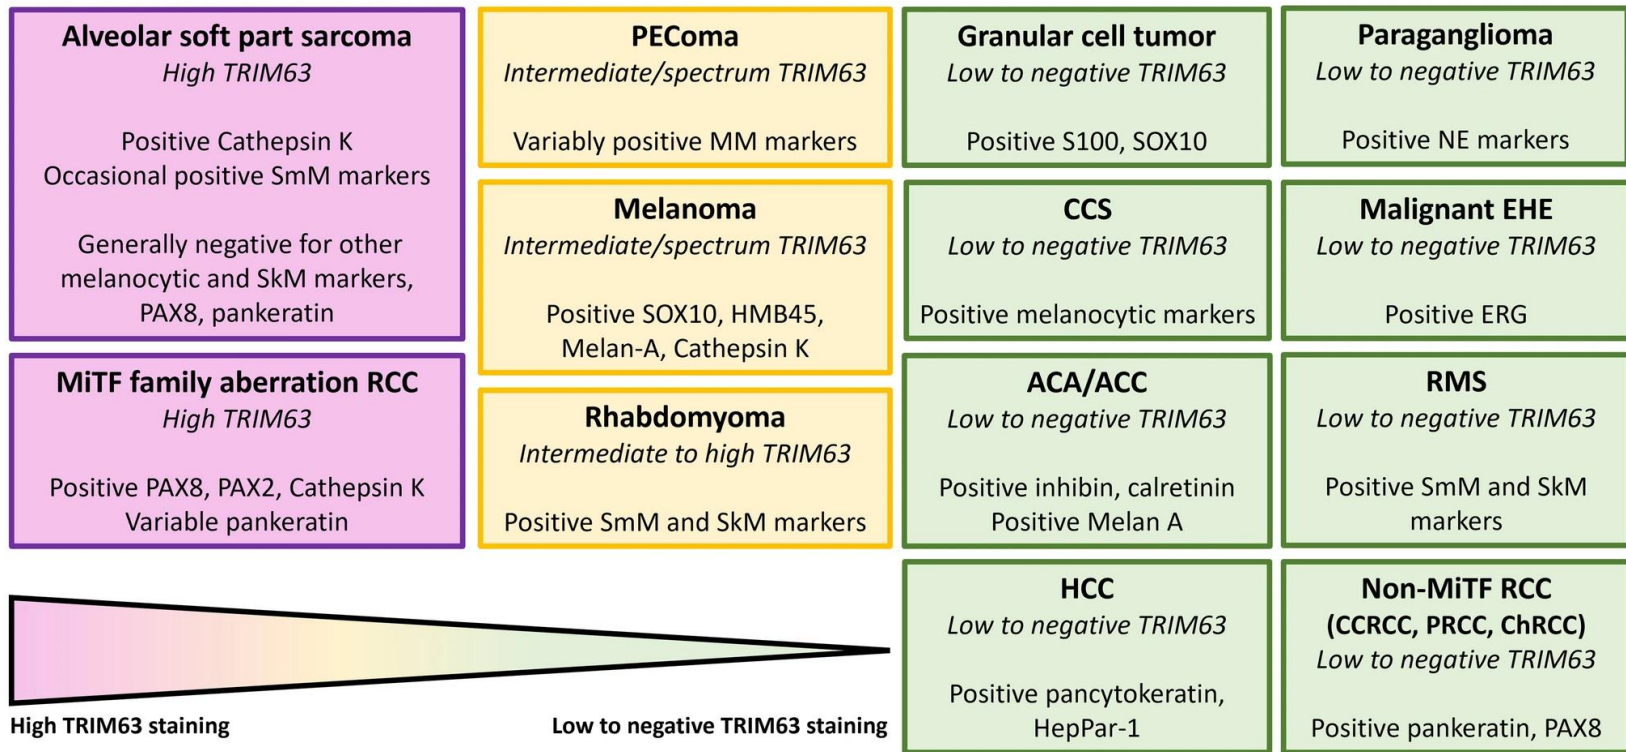 Alveolar soft part sarcoma
High TRIM63
Positive Cathepsin K
Occasional positive SmM markers
Generally negative for other
melanocytic and SkM markers,
PAX8, pankeratin
MiTF family aberration RCC
High TRIM63
Positive PAX8, PAX2, Cathepsin K
Variable pankeratin
PEComa
Intermediate/spectrum TRIM63
Variably positive MM markers
Melanoma
Intermediate/spectrum TRIM63
Positive SOX10, HMB45,
Melan-A, Cathepsin K
Rhabdomyoma
Intermediate to high TRIM63
Positive SmM and SkM markers
Granular cell tumor
Low to negative TRIM63
Positive S100, SOX10
CCS
Low to negative TRIM63
Positive melanocytic markers
ACA/ACC
Low to negative TRIM63
Positive inhibin, calretinin
Positive Melan A
HCC
Low to negative TRIM63
Positive pancytokeratin,
HepPar-1
Paraganglioma
Low to negative TRIM63
Positive NE markers
Malignant EHE
Low to negative TRIM63
Positive ERG
RMS
Low to negative TRIM63
Positive SmM and SkM
markers
Non-MiTF RCC
(CCRCC, PRCC, ChRCC)
Low to negative TRIM63
Positive pankeratin, PAX8
High TRIM63 staining
Low to negative TRIM63 staining